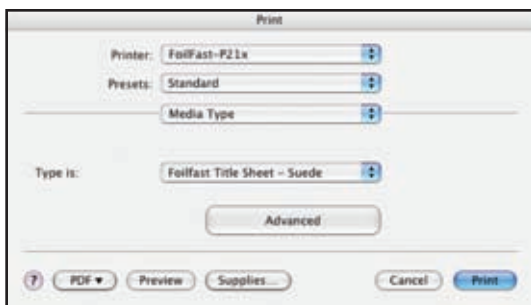 Print
Printer: FoilFast-P21x
Presets: Standard
Media Type
Type is: Foilfast Title Sheet - Suede
Advanced
? PDF ▼ Preview Supplies... Cancel Print